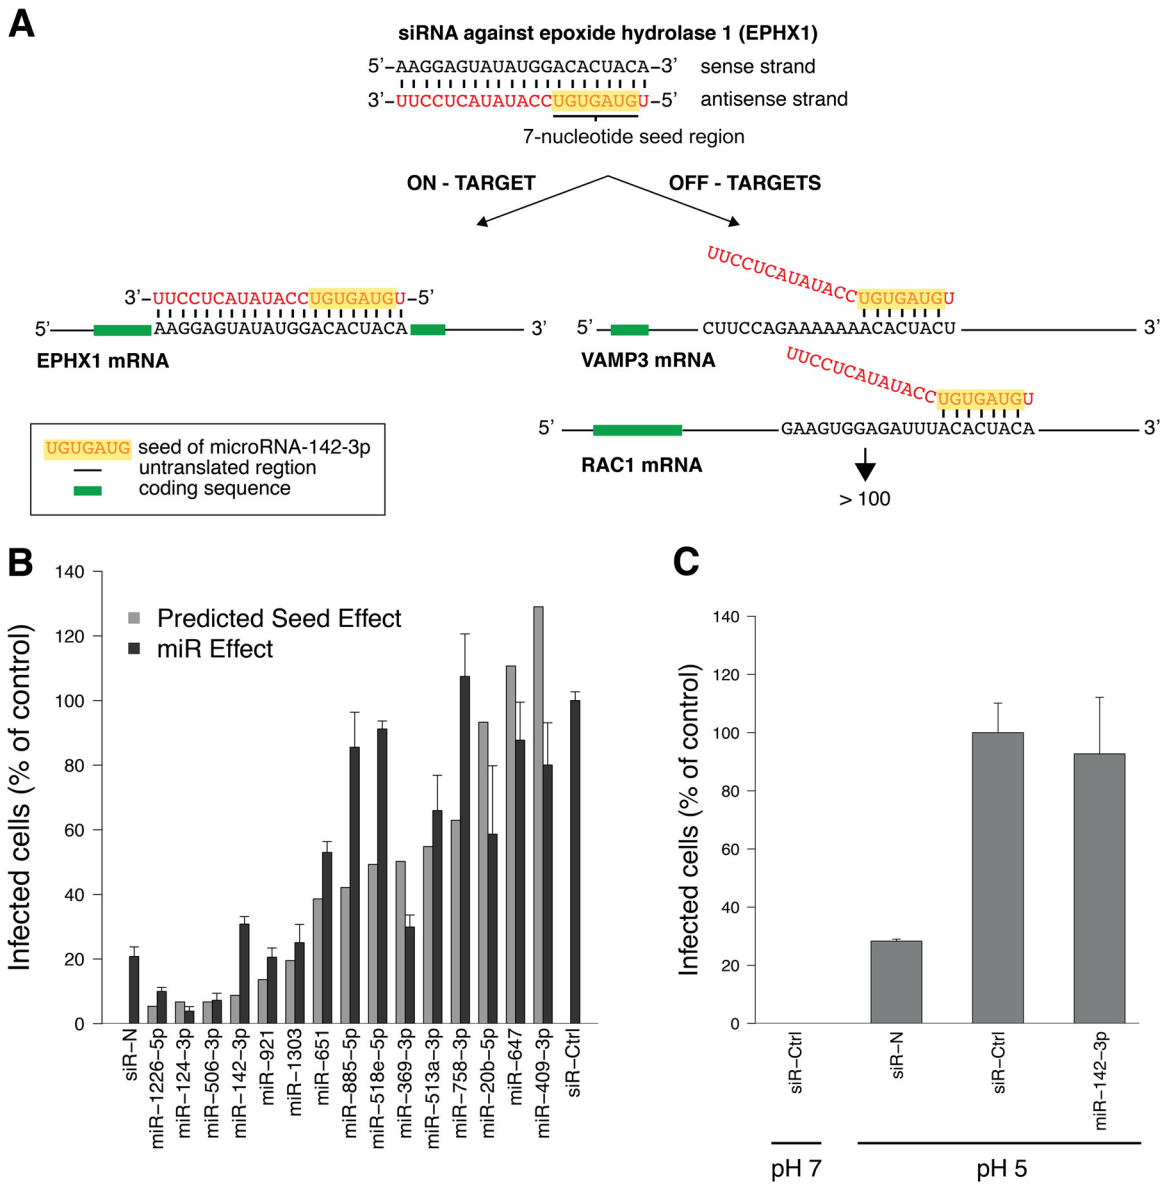 A
siRNA against epoxide hydrolase 1 (EPHX1)
5’–AAGGAGUAUAUGGACACUACA–3’ sense strand
3’–UUCCUCAUAUACCUGUGAUGU–5’ antisense strand
7-nucleotide seed region
ON - TARGET OFF - TARGETS
3’–UUCCUCAUAUACCUGUGAUGU–5’
5’ AAGGAGUAUAUGGACACUACA 3’
EPHX1 mRNA
UUCCUCAUAUACCUGUGAUGU
5’ CUUCCAGAAAAAAACACUACU 3’
VAMP3 mRNA
UUCCUCAUAUACCUGUGAUGU
5’ GAAGUGGAGAUUUACACUACA 3’
RAC1 mRNA
> 100
UGUGAUG seed of microRNA-142-3p
untranslated regtion
coding sequence
B
Infected cells (% of control)
140
120
100
80
60
40
20
0
Predicted Seed Effect
miR Effect
siR–N
miR–1226–5p
miR–124–3p
miR–506–3p
miR–142–3p
miR–921
miR–1303
miR–651
miR–885–5p
miR–518e–5p
miR–369–3p
miR–513a–3p
miR–758–3p
miR–20b–5p
miR–647
miR–409–3p
siR–Ctrl
C
Infected cells (% of control)
140
120
100
80
60
40
20
0
siR–Ctrl
siR–N
siR–Ctrl
miR–142–3p
pH 7
pH 5